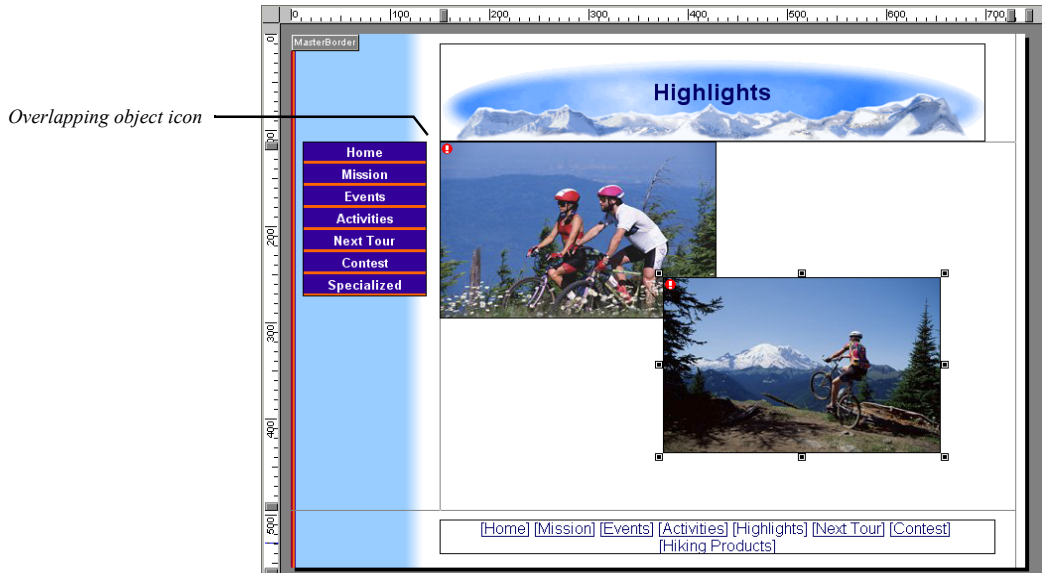 0 100 200 300 400 500 600 700
0
MasterBorder
Highlights
Overlapping object icon
100
Home
Mission
Events
Activities
200
Next Tour
Contest
Specialized
300
400
500
[Home] [Mission] [Events] [Activities] [Highlights] [Next Tour] [Contest]
[Hiking Products]